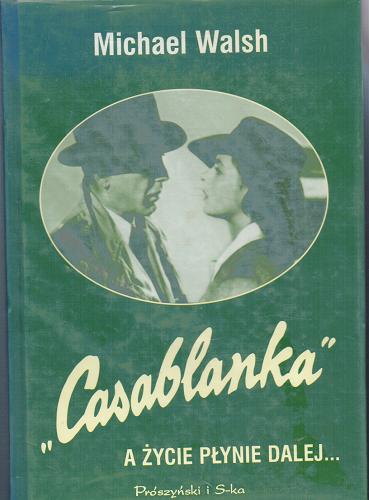 Michael Walsh
„Casablanka”
A ŻYCIE PŁYNIE DALEJ...
Prószyński i S-ka